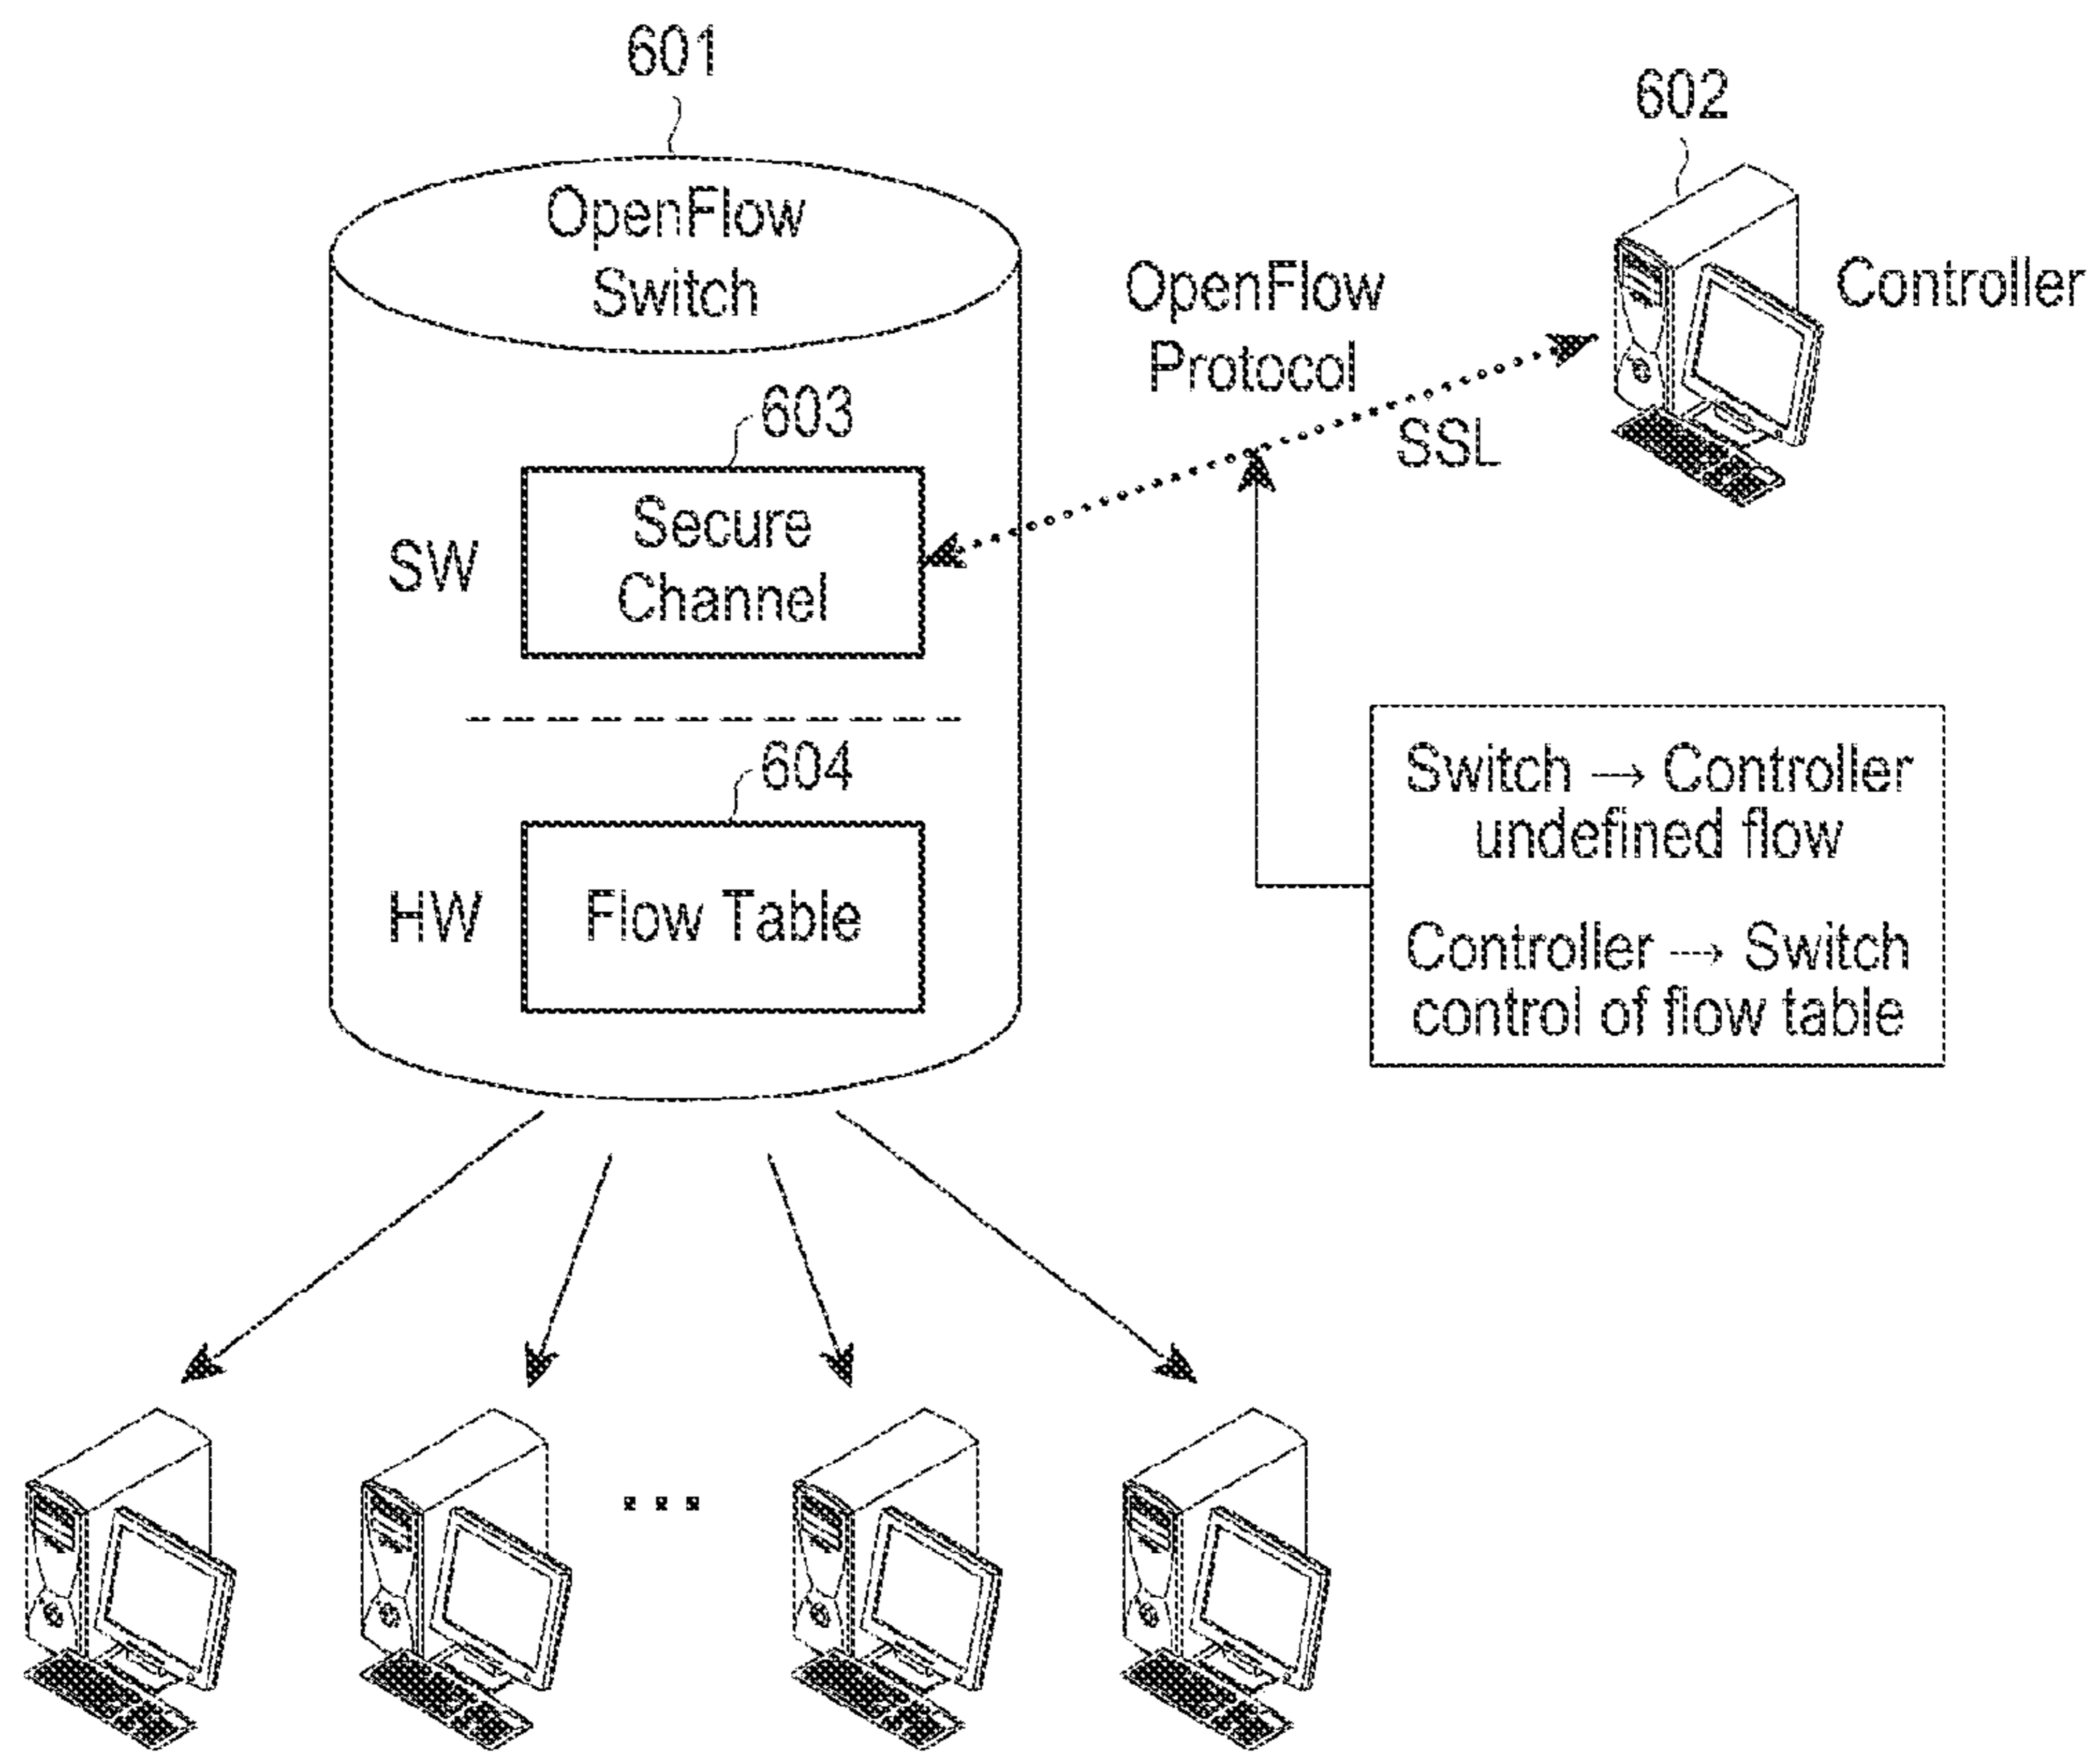 601
602
OpenFlow
Switch
OpenFlow
Protocol
Controller
SSL
603
Secure
Channel
SW
604
Flow Table
HW
Switch → Controller
undefined flow
Controller → Switch
control of flow table
...